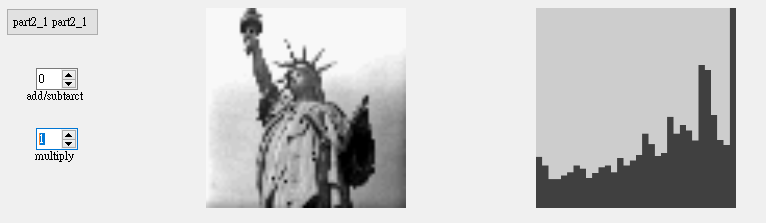 part2_1 part2_1
0
add/subtarct
1
multiply